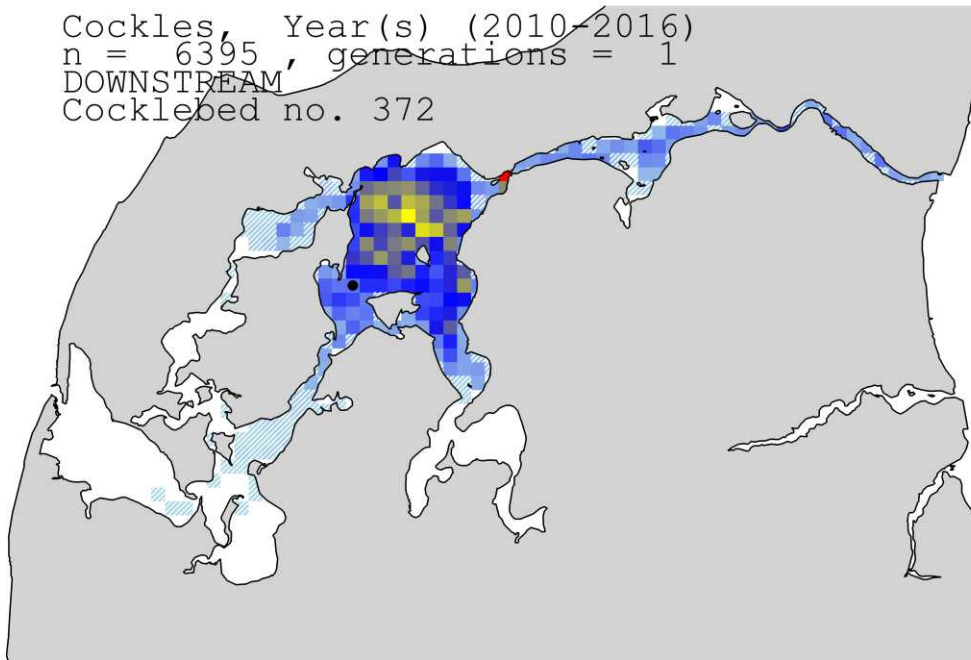 Cockles, Year(s) (2010-2016)
n = 6395 , generations = 1
DOWNSTREAM
Cocklebed no. 372